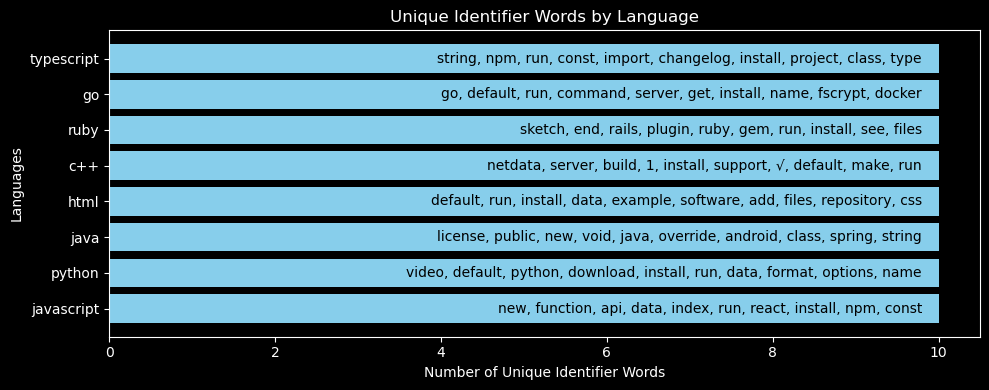 Unique Identifier Words by Language
Languages
typescript string, npm, run, const, import, changelog, install, project, class, type
go go, default, run, command, server, get, install, name, fscrypt, docker
ruby sketch, end, rails, plugin, ruby, gem, run, install, see, files
c++ netdata, server, build, 1, install, support, √, default, make, run
html default, run, install, data, example, software, add, files, repository, css
java license, public, new, void, java, override, android, class, spring, string
python video, default, python, download, install, run, data, format, options, name
javascript new, function, api, data, index, run, react, install, npm, const
0 2 4 6 8 10
Number of Unique Identifier Words